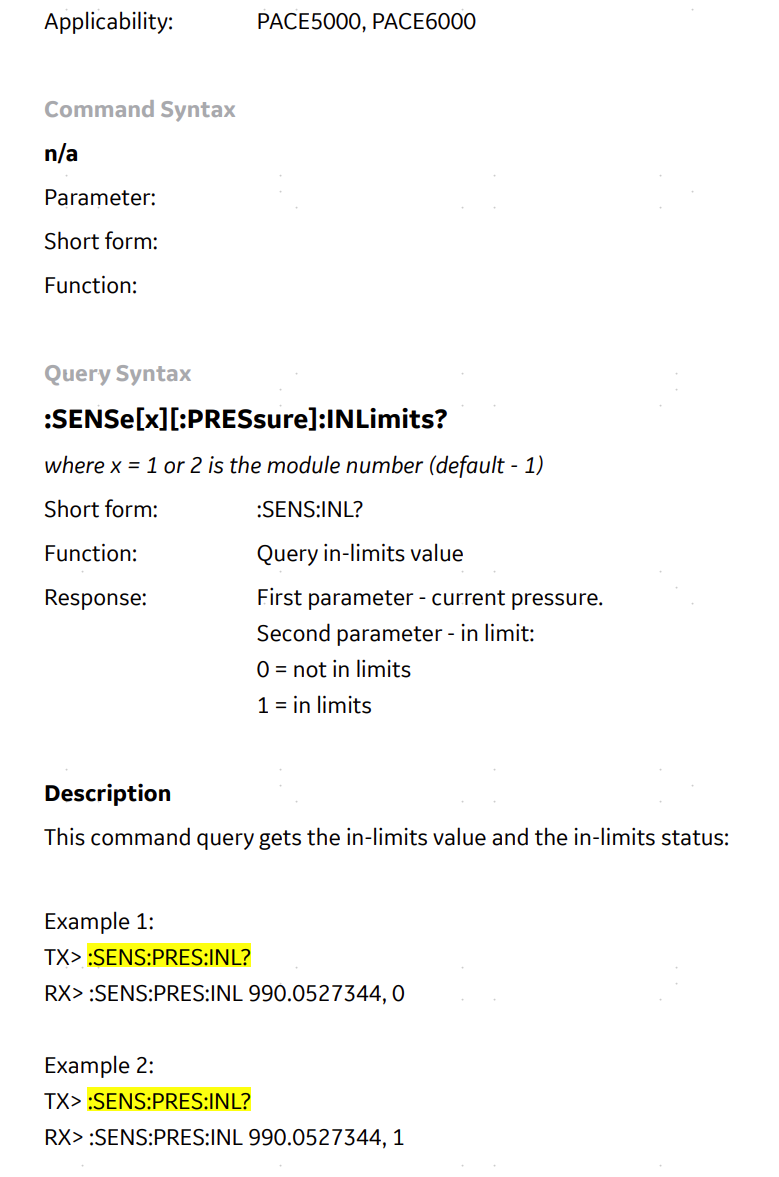 Applicability: PACE5000, PACE6000
Command Syntax
n/a
Parameter:
Short form:
Function:
Query Syntax
:SENSe[x][:PRESsure]:INLimits?
where x = 1 or 2 is the module number (default - 1)
Short form: :SENS:INL?
Function: Query in-limits value
Response: First parameter - current pressure.
Second parameter - in limit:
0 = not in limits
1 = in limits
Description
This command query gets the in-limits value and the in-limits status:
Example 1:
TX> :SENS:PRES:INL?
RX> :SENS:PRES:INL 990.0527344, 0
Example 2:
TX> :SENS:PRES:INL?
RX> :SENS:PRES:INL 990.0527344, 1